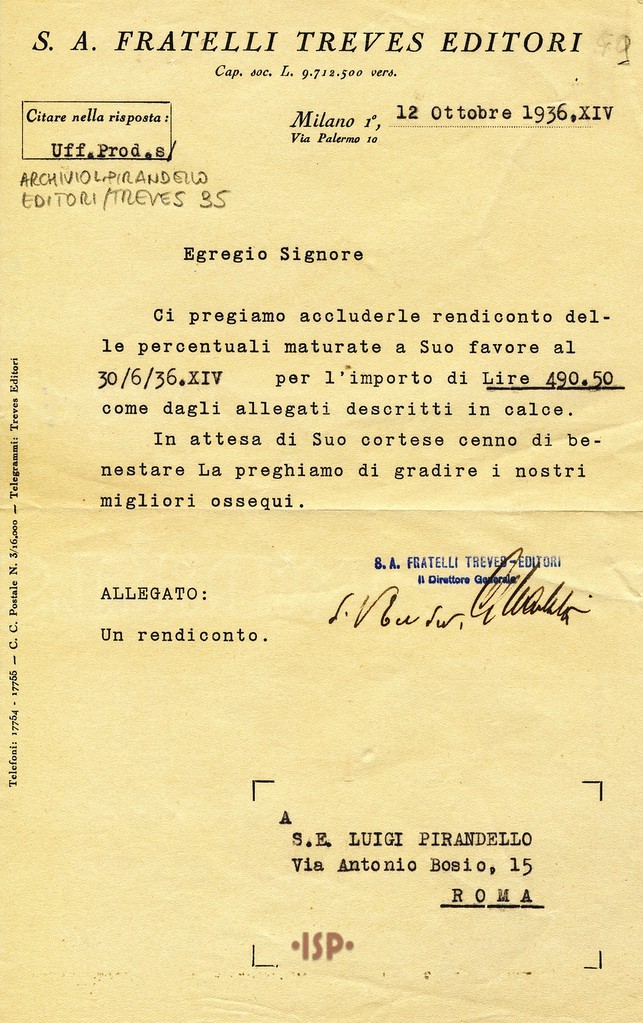 S. A. FRATELLI TREVES EDITORI
Cap. soc. L. 9.712.500 vers.
Citare nella risposta:
Uff.Prod.s/
Milano 1º, 12 Ottobre 1936,XIV
Via Palermo 10
ARCHIVIO L. PIRANDELLO
EDITORI/TREVES 35
Egregio Signore
Ci pregiamo accluderle rendiconto del-
le percentuali maturate a Suo favore al
30/6/36.XIV per l'importo di Lire 490.50
come dagli allegati descritti in calce.
In attesa di Suo cortese cenno di be-
nestare La preghiamo di gradire i nostri
migliori ossequi.
S. A. FRATELLI TREVES-EDITORI
Il Direttore Generale
ALLEGATO:
Un rendiconto.
Telefoni: 17754 - 17755 — C. C. Postale N. 3/16,000 — Telegrammi: Treves Editori
A
S.E. LUIGI PIRANDELLO
Via Antonio Bosio, 15
ROMA
•ISP•